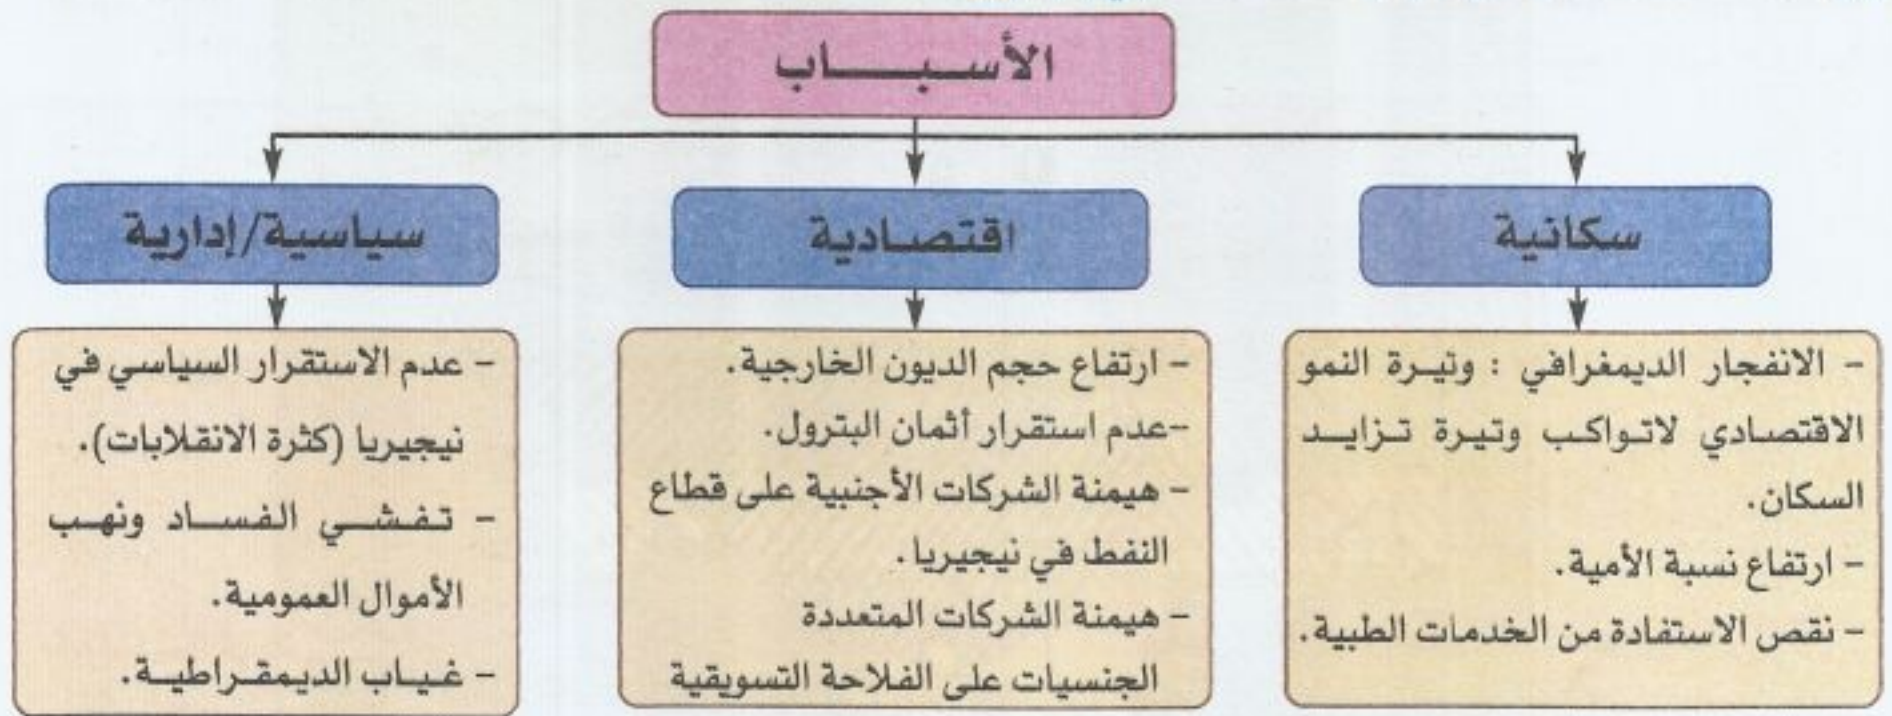 الأسباب
سكانية
اقتصادية
سياسية/إدارية
- الانفجار الديمغرافي : وتيرة النمو
الاقتصادي لاتواكب وتيرة تزايد
السكان.
- ارتفاع نسبة الأمية.
- نقص الاستفادة من الخدمات الطبية.
- ارتفاع حجم الديون الخارجية.
-عدم استقرار أثمان البترول.
- هيمنة الشركات الأجنبية على قطاع
النفط في نيجيريا.
- هيمنة الشركات المتعددة
الجنسيات على الفلاحة التسويقية
- عدم الاستقرار السياسي في
نيجيريا (كثرة الانقلابات).
- تفشي الفساد ونهب
الأموال العمومية.
- غياب الديمقراطية.